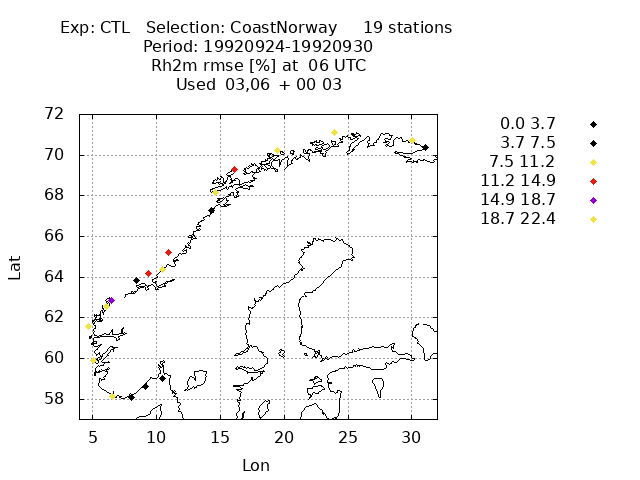 Exp: CTL Selection: CoastNorway 19 stations
Period: 19920924-19920930
Rh2m rmse [%] at 06 UTC
Used 03,06 + 00 03
72
70
68
66
64
62
60
58
Lat
5 10 15 20 25 30
Lon
0.0 3.7
3.7 7.5
7.5 11.2
11.2 14.9
14.9 18.7
18.7 22.4